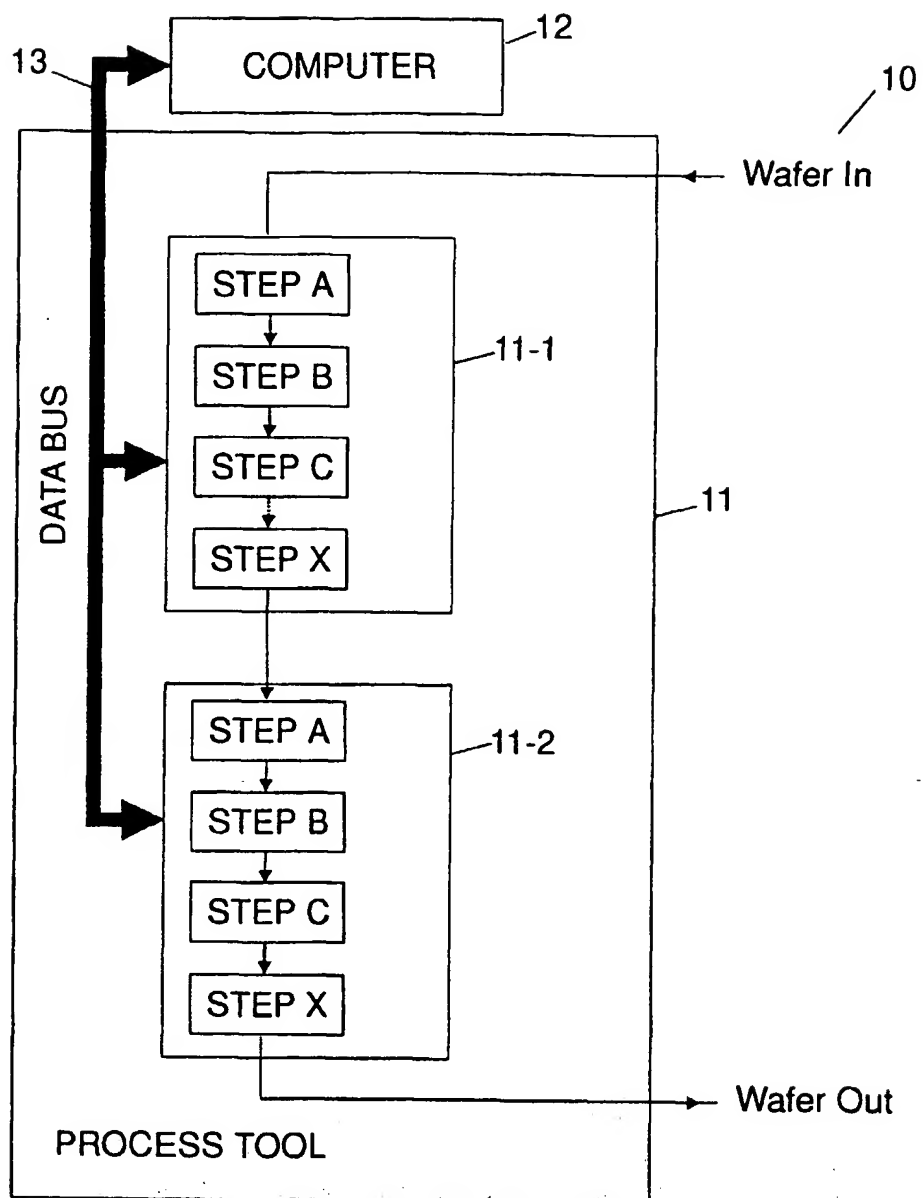 12
13
COMPUTER
10
Wafer In
STEP A
11-1
STEP B
DATA BUS
STEP C
11
STEP X
STEP A
11-2
STEP B
STEP C
STEP X
Wafer Out
PROCESS TOOL